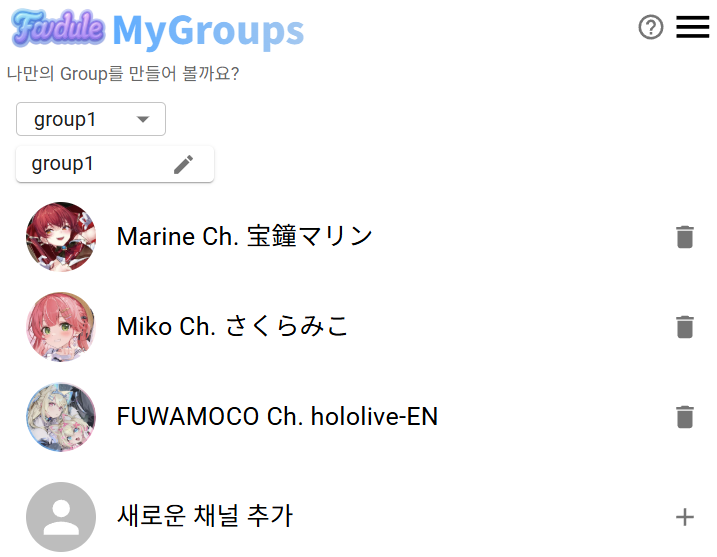 Favdule MyGroups
나만의 Group를 만들어 볼까요?
group1
group1
Marine Ch. 宝鐘マリン
Miko Ch. さくらみこ
FUWAMOCO Ch. hololive-EN
새로운 채널 추가